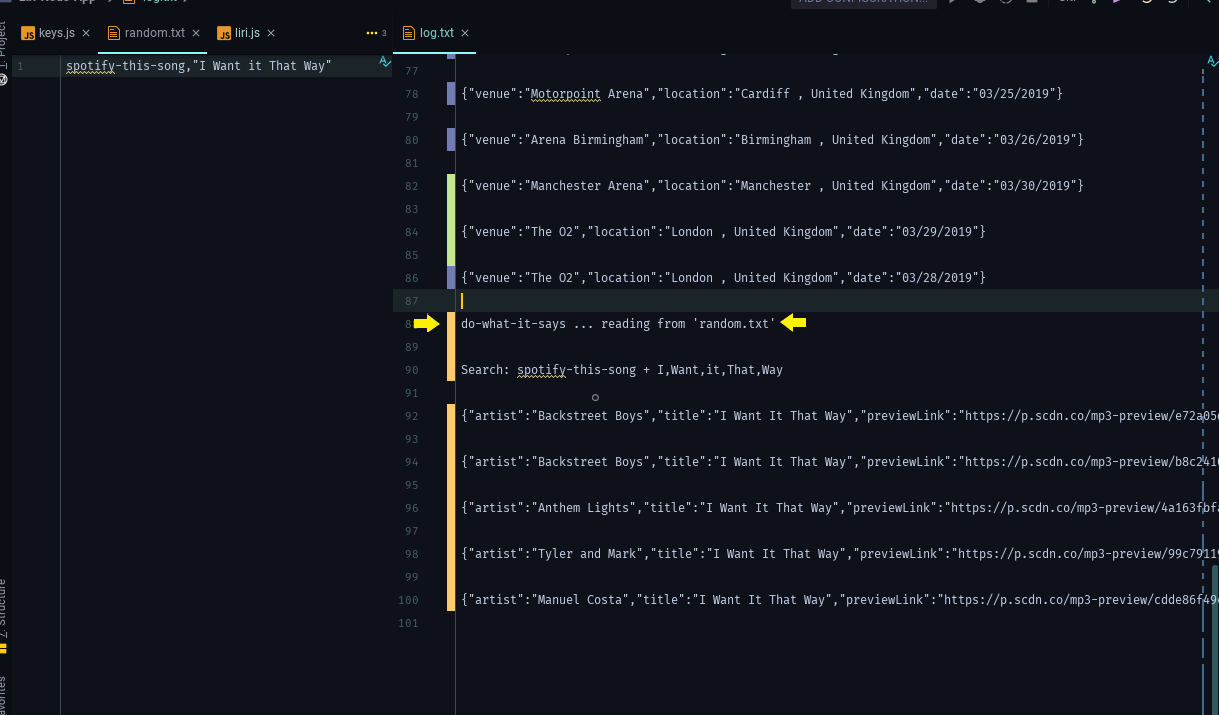 keys.js
random.txt
liri.js
3
log.txt
1 spotify-this-song,"I Want it That Way"
77
78 {"venue":"Motorpoint Arena","location":"Cardiff , United Kingdom","date":"03/25/2019"}
79
80 {"venue":"Arena Birmingham","location":"Birmingham , United Kingdom","date":"03/26/2019"}
81
82 {"venue":"Manchester Arena","location":"Manchester , United Kingdom","date":"03/30/2019"}
83
84 {"venue":"The O2","location":"London , United Kingdom","date":"03/29/2019"}
85
86 {"venue":"The O2","location":"London , United Kingdom","date":"03/28/2019"}
87
do-what-it-says ... reading from 'random.txt'
89
90 Search: spotify-this-song + I,Want,it,That,Way
91
92 {"artist":"Backstreet Boys","title":"I Want It That Way","previewLink":"https://p.scdn.co/mp3-preview/e72a05
93
94 {"artist":"Backstreet Boys","title":"I Want It That Way","previewLink":"https://p.scdn.co/mp3-preview/b8c241
95
96 {"artist":"Anthem Lights","title":"I Want It That Way","previewLink":"https://p.scdn.co/mp3-preview/4a163fbf
97
98 {"artist":"Tyler and Mark","title":"I Want It That Way","previewLink":"https://p.scdn.co/mp3-preview/99c7911
99
100 {"artist":"Manuel Costa","title":"I Want It That Way","previewLink":"https://p.scdn.co/mp3-preview/cdde86f49
101
1: Project
7: Structure